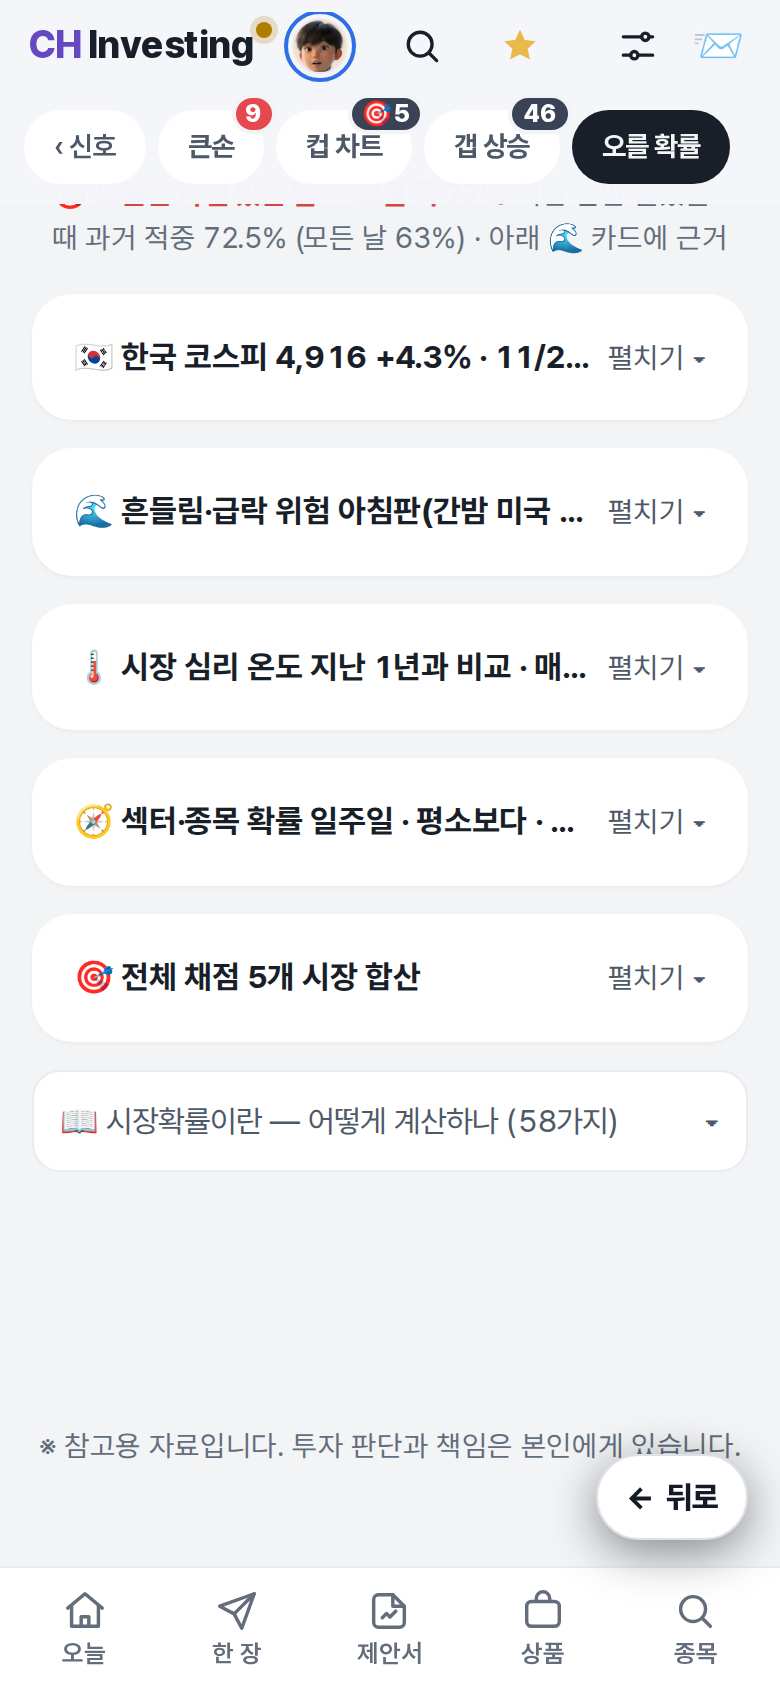 CH Investing
‹ 신호
큰손
9
컵 차트
🎯5
갭 상승
46
오를 확률
때 과거 적중 72.5% (모든 날 63%) · 아래 🌊 카드에 근거
🇰🇷 한국 코스피 4,916 +4.3% · 11/2... 펼치기
🌊 흔들림·급락 위험 아침판(간밤 미국 ... 펼치기
🌡️ 시장 심리 온도 지난 1년과 비교 · 매... 펼치기
🧭 섹터·종목 확률 일주일 · 평소보다 · ... 펼치기
🎯 전체 채점 5개 시장 합산 펼치기
📖 시장확률이란 — 어떻게 계산하나 (58가지)
※ 참고용 자료입니다. 투자 판단과 책임은 본인에게 있습니다.
← 뒤로
오늘
한 장
제안서
상품
종목